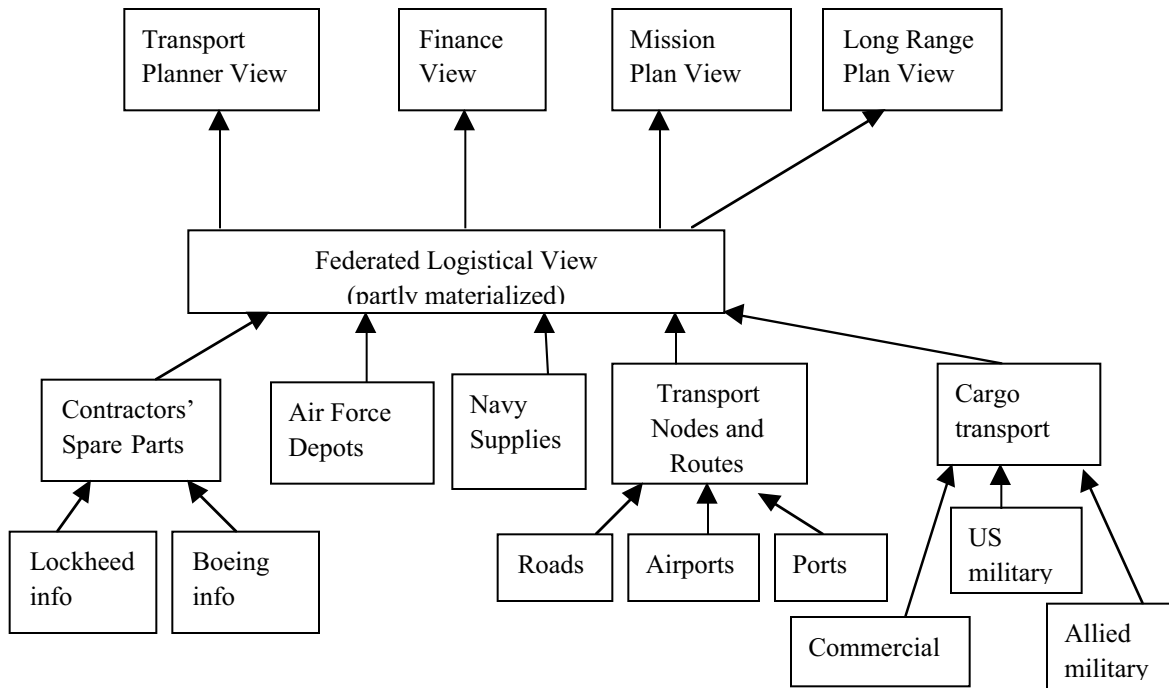 Transport
Planner View
Finance
View
Mission
Plan View
Long Range
Plan View
Federated Logistical View
(partly materialized)
Contractors’
Spare Parts
Air Force
Depots
Navy
Supplies
Transport
Nodes and
Routes
Cargo
transport
Lockheed
info
Boeing
info
Roads
Airports
Ports
US
military
Commercial
Allied
military